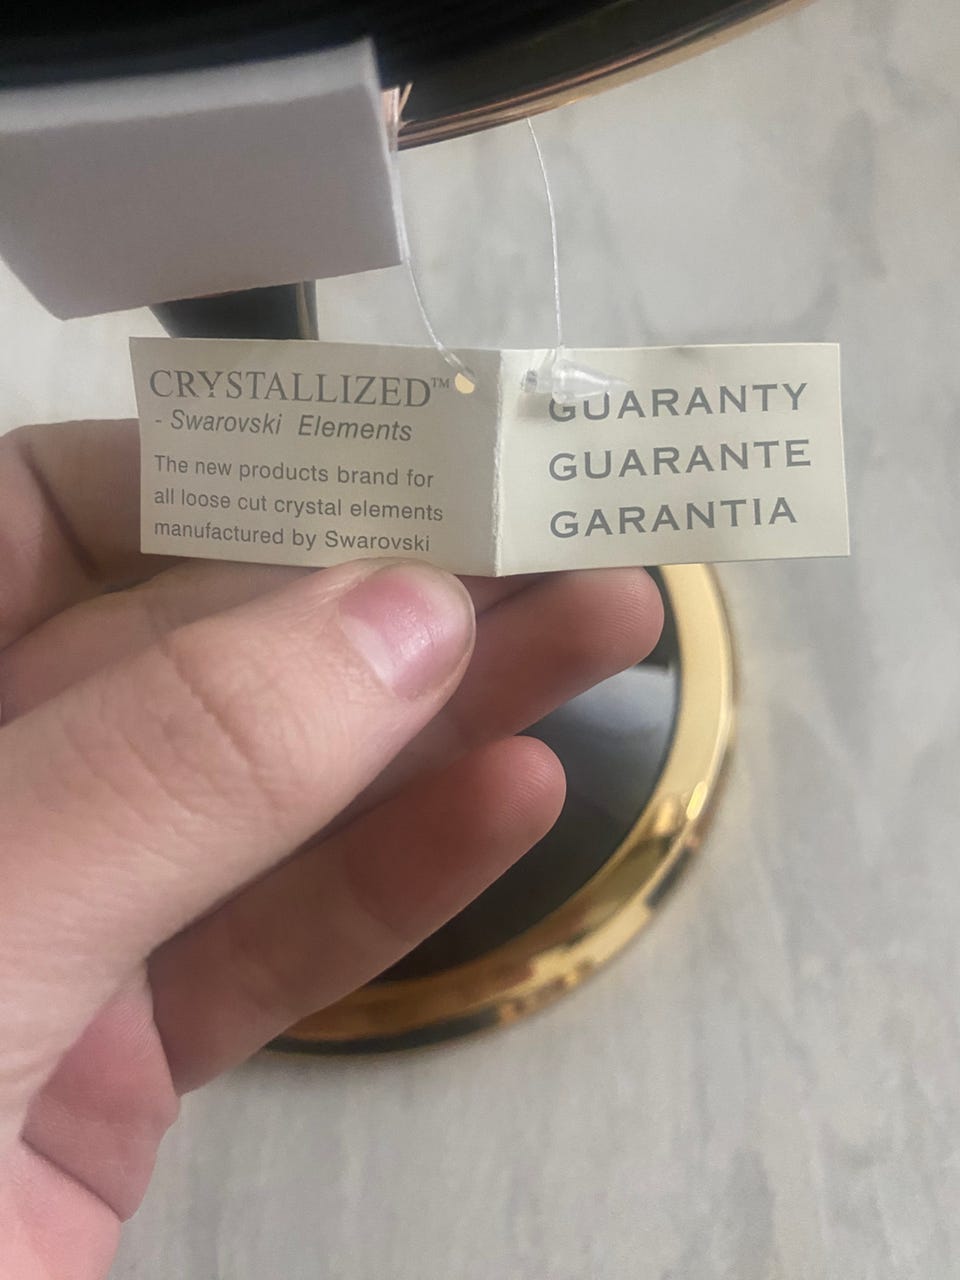 CRYSTALLIZED™
- Swarovski Elements
The new products brand for
all loose cut crystal elements
manufactured by Swarovski
GUARANTY
GUARANTE
GARANTIA